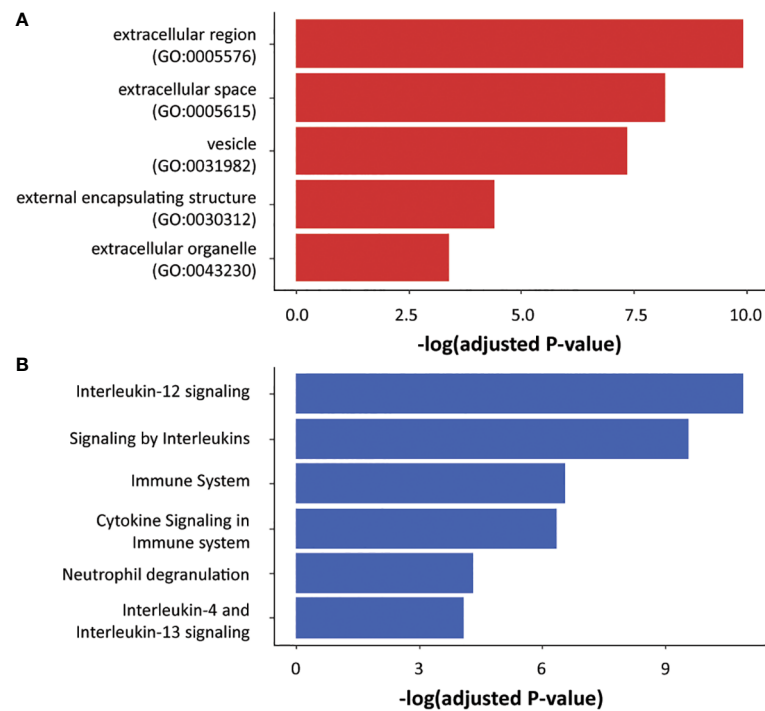 A
extracellular region
(GO:0005576)
extracellular space
(GO:0005615)
vesicle
(GO:0031982)
external encapsulating structure
(GO:0030312)
extracellular organelle
(GO:0043230)
0.0 2.5 5.0 7.5 10.0
-log(adjusted P-value)
B
Interleukin-12 signaling
Signaling by Interleukins
Immune System
Cytokine Signaling in
Immune system
Neutrophil degranulation
Interleukin-4 and
Interleukin-13 signaling
0 3 6 9
-log(adjusted P-value)